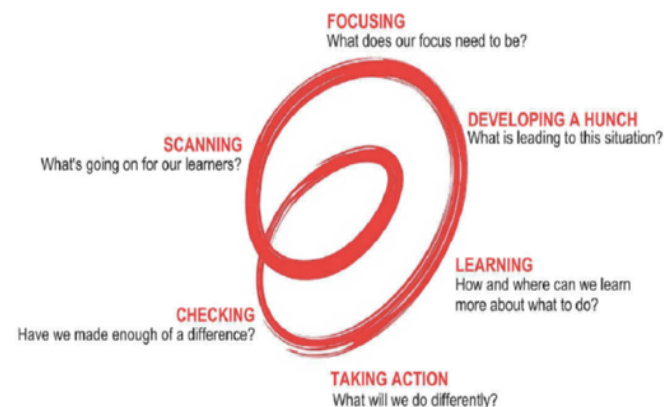 FOCUSING
What does our focus need to be?
DEVELOPING A HUNCH
What is leading to this situation?
SCANNING
What's going on for our learners?
LEARNING
How and where can we learn
more about what to do?
CHECKING
Have we made enough of a difference?
TAKING ACTION
What will we do differently?